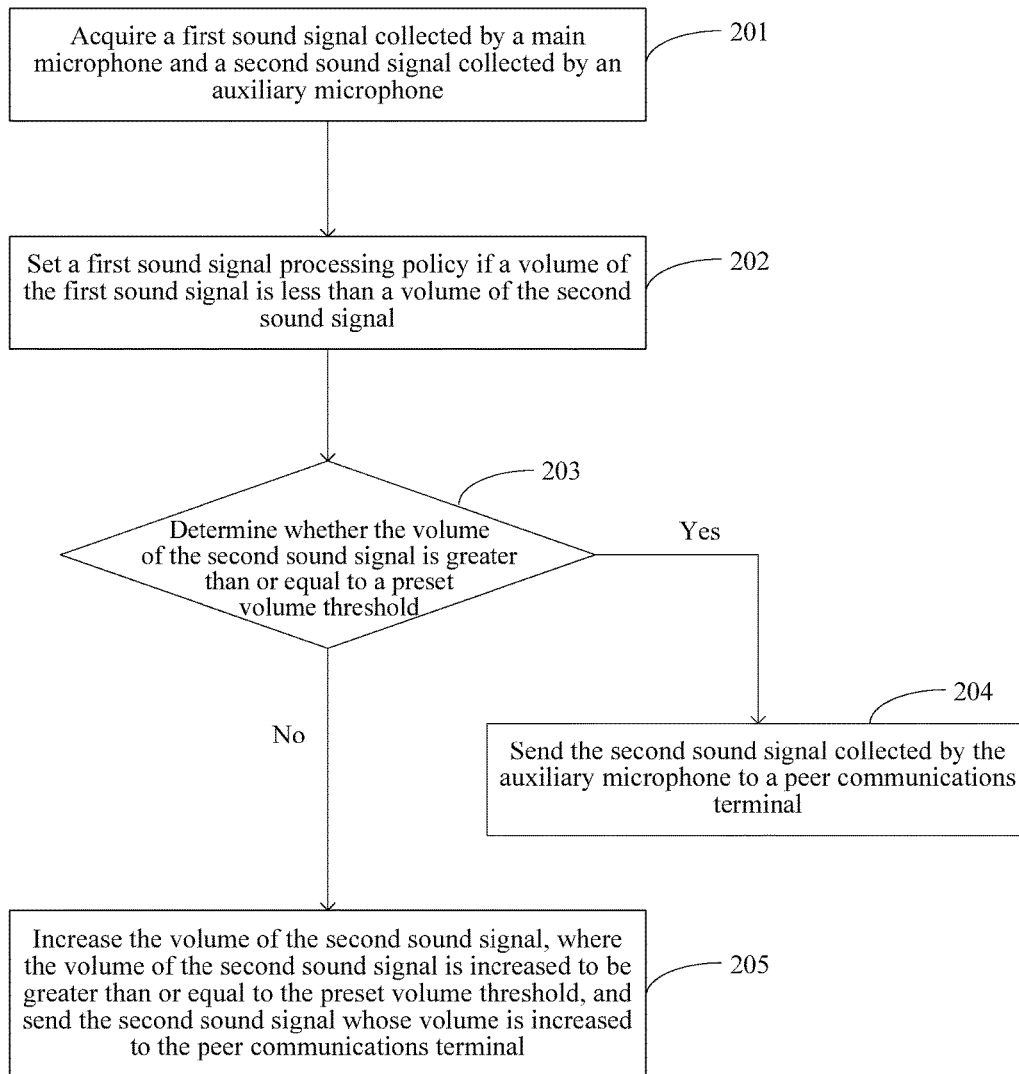 Acquire a first sound signal collected by a main
microphone and a second sound signal collected by an
auxiliary microphone
201
Set a first sound signal processing policy if a volume of
the first sound signal is less than a volume of the second
sound signal
202
203
Determine whether the volume
of the second sound signal is greater
than or equal to a preset
volume threshold
Yes
No
204
Send the second sound signal collected by the
auxiliary microphone to a peer communications
terminal
Increase the volume of the second sound signal, where
the volume of the second sound signal is increased to be
greater than or equal to the preset volume threshold, and
send the second sound signal whose volume is increased
to the peer communications terminal
205